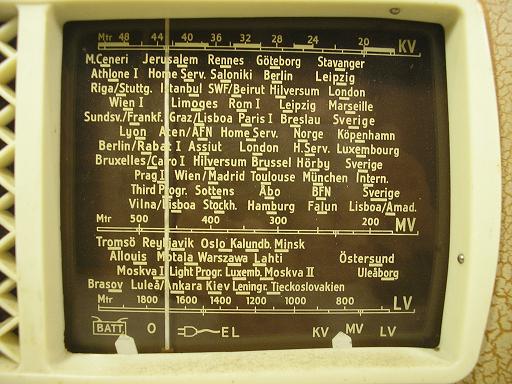 Mtr 48 44 40 36 32 28 24 20 KV
M.Ceneri Jerusalem Rennes Göteborg Stavanger
Athlone I Home Serv. Saloniki Berlin Leipzig
Riga/Stuttg. Istanbul SWF/Beirut Hilversum London
Wien I Limoges Rom I Leipzig Marseille
Sundsv./Frankf. Graz/Lisboa Paris I Breslau Sverige
Lyon Aten/AFN Home Serv. Norge Köpenhamn
Berlin/Rabat I Assiut London H.Serv. Luxembourg
Bruxelles/Cairo I Hilversum Brussel Hörby Sverige
Prag I Wien/Madrid Toulouse München Intern.
Third Progr. Sottens Åbo BFN Sverige
Vilna/Lisboa Stockh. Hamburg Falun Lisboa/Amad.
Mtr 500 400 300 200 MV
Tromsö Reykjavik Oslo Kalundb. Minsk
Allouis Motala Warszawa Lahti Östersund
Moskva I Light Progr. Luxemb. Moskva II Uleåborg
Brasov Luleå/Ankara Kiev Leningr. Tjeckoslovakien
Mtr 1800 1600 1400 1200 1000 800 LV
BATT. O EL KV MV LV